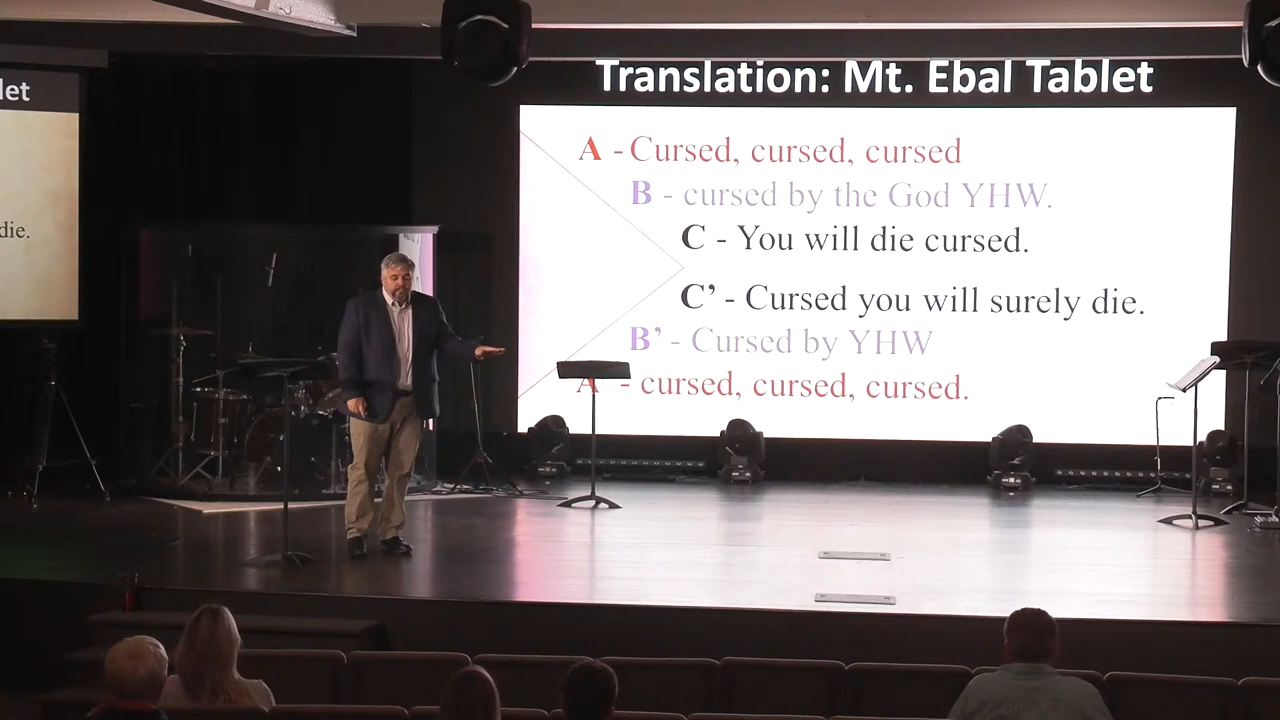 let
die.
Translation: Mt. Ebal Tablet
A - Cursed, cursed, cursed
B - cursed by the God YHW.
C - You will die cursed.
C’ - Cursed you will surely die.
B’ - Cursed by YHW
A - cursed, cursed, cursed.